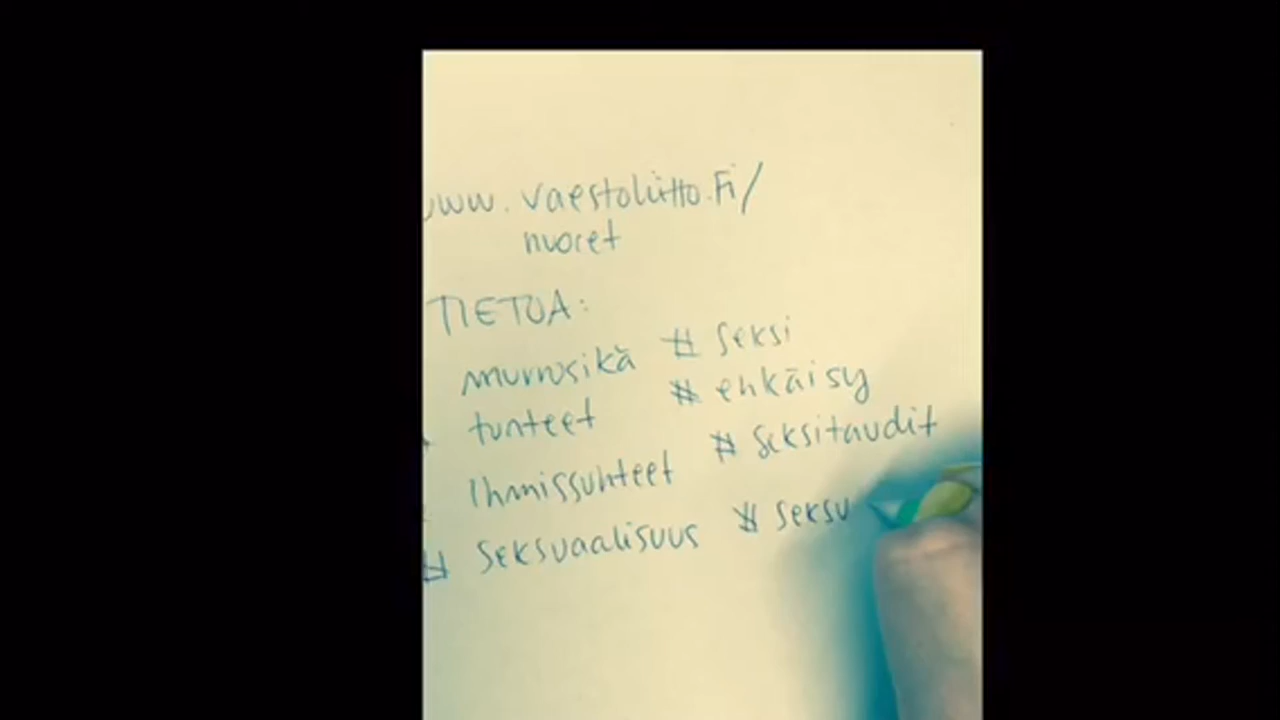 www.vaestoliitto.fi/
nuoret
TIETOA:
murrosikä # seksi
tunteet # ehkäisy
Ihmissuhteet # Seksitaudit
# Seksuaalisuus # seksu